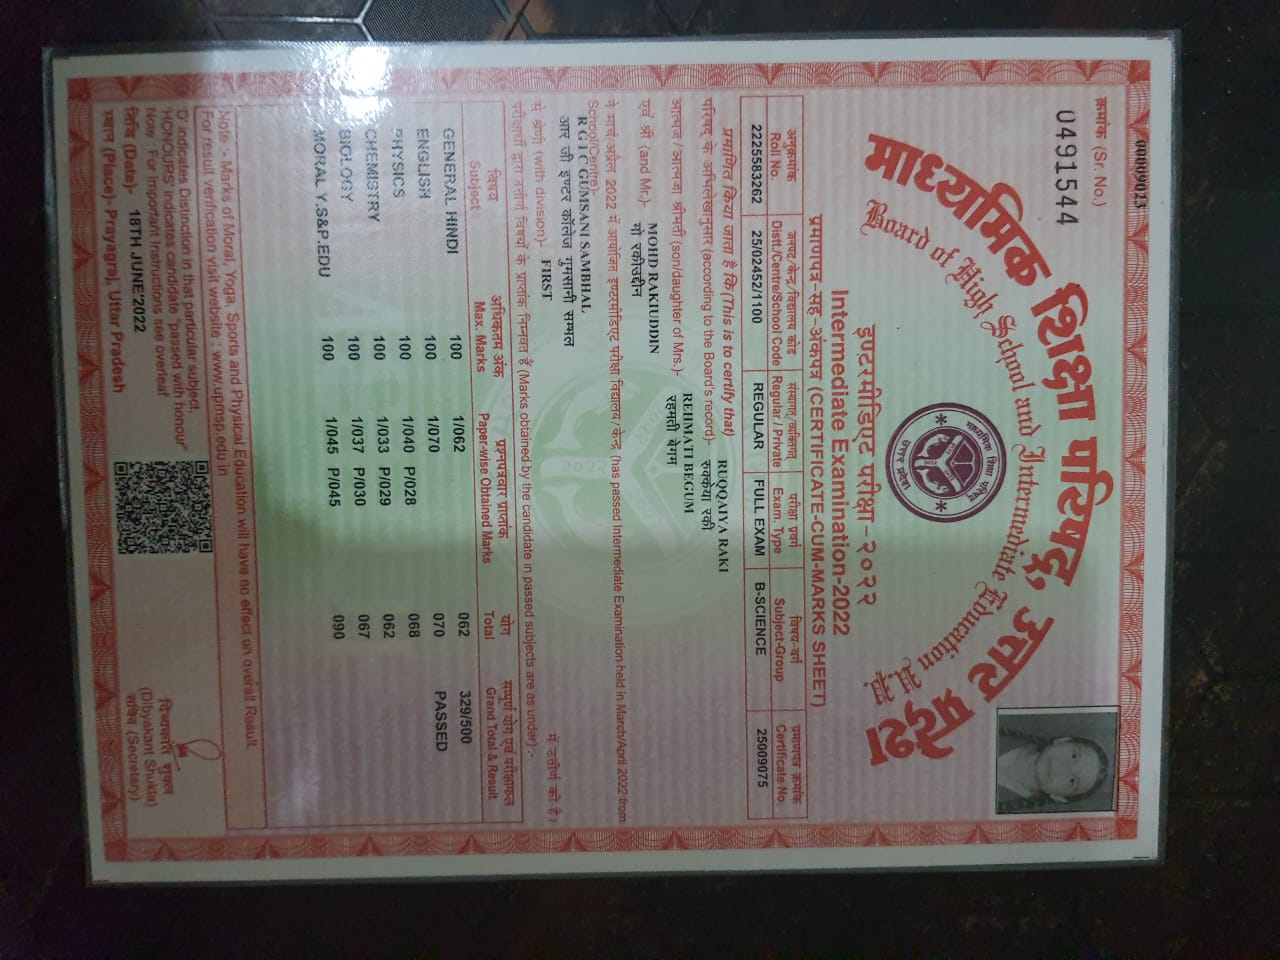 00009023
क्रमांक (Sr. No.)
0491544
माध्यमिक शिक्षा परिषद्, उत्तर प्रदेश
Board of High School and Intermediate Education U.P.
माध्यमिक शिक्षा परिषद
उत्तर प्रदेश
इण्टरमीडिएट परीक्षा-२०२२
Intermediate Examination-2022
प्रमाणपत्र-सह-अंकपत्र (CERTIFICATE-CUM-MARKS SHEET)
अनुक्रमांक जनपद/केन्द्र/विद्यालय कोड संस्थागत/व्यक्तिगत परीक्षा प्रवर्ग विषय-वर्ग प्रमाणपत्र क्रमांक
Roll No. Distt./Centre/School Code Regular / Private Exam. Type Subject-Group Certificate No.
2225583262 25/02452/1100 REGULAR FULL EXAM B-SCIENCE 25009075
प्रमाणित किया जाता है कि (This is to certify that) RUQQAIYA RAKI
परिषद के अभिलेखानुसार (according to the Board's record)- रुक्कैया रकी
आत्मज / आत्मजा श्रीमती (son/daughter of Mrs.)- REHMATI BEGUM
रहमती बेगम
एवं श्री (and Mr.)- MOHD RAKIUDDIN
मो रकीउद्दीन
ने मार्च/अप्रैल 2022 में आयोजित इण्टरमीडिएट परीक्षा विद्यालय/केन्द्र (has passed Intermediate Examination held in March/April 2022 from
School/Centre)- R G I C GUMSANI SAMBHAL
आर जी इण्टर कॉलेज गुमसानी सम्भल
से श्रेणी (with division)- FIRST में उत्तीर्ण की है।
परीक्षार्थी द्वारा उत्तीर्ण विषयों के प्राप्तांक निम्नवत हैं (Marks obtained by the candidate in passed subjects are as under):-
विषय अधिकतम अंक प्रश्नपत्रवार प्राप्तांक योग सम्पूर्ण योग एवं परीक्षाफल
Subject Max. Marks Paper-wise Obtained Marks Total Grand Total & Result
GENERAL HINDI 100 1/062 062 329/500
ENGLISH 100 1/070 070 PASSED
PHYSICS 100 1/040 P/028 068
CHEMISTRY 100 1/033 P/029 062
BIOLOGY 100 1/037 P/030 067
MORAL Y.S&P.EDU 100 1/045 P/045 090
Note :- Marks of Moral, Yoga, Sports and Physical Education will have no effect on overall Result.
For result verification visit website : www.upmsp.edu.in
'D' indicates Distinction in that particular subject.
'HONOURS' indicates candidate "passed with honour"
Note: For Important Instructions see overleaf
तिथि (Date)- 18TH JUNE'2022
स्थान (Place)- Prayagraj, Uttar Pradesh
दिब्यकांत शुक्ल
(Dibyakant Shukla)
सचिव (Secretary)